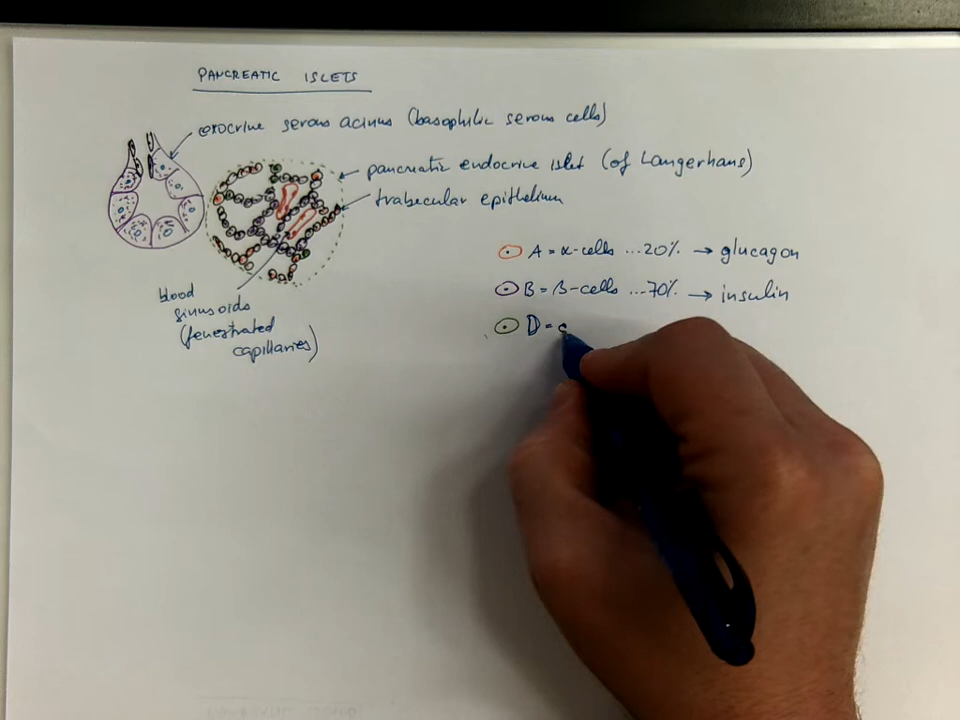 PANCREATIC ISLETS
exocrine serous acinus (basophilic serous cells)
pancreatic endocrine islet (of Langerhans)
trabecular epithelium
A = α-cells ...20% → glucagon
B = β-cells ...70% → insulin
D =
blood
sinusoids
(fenestrated
capillaries)